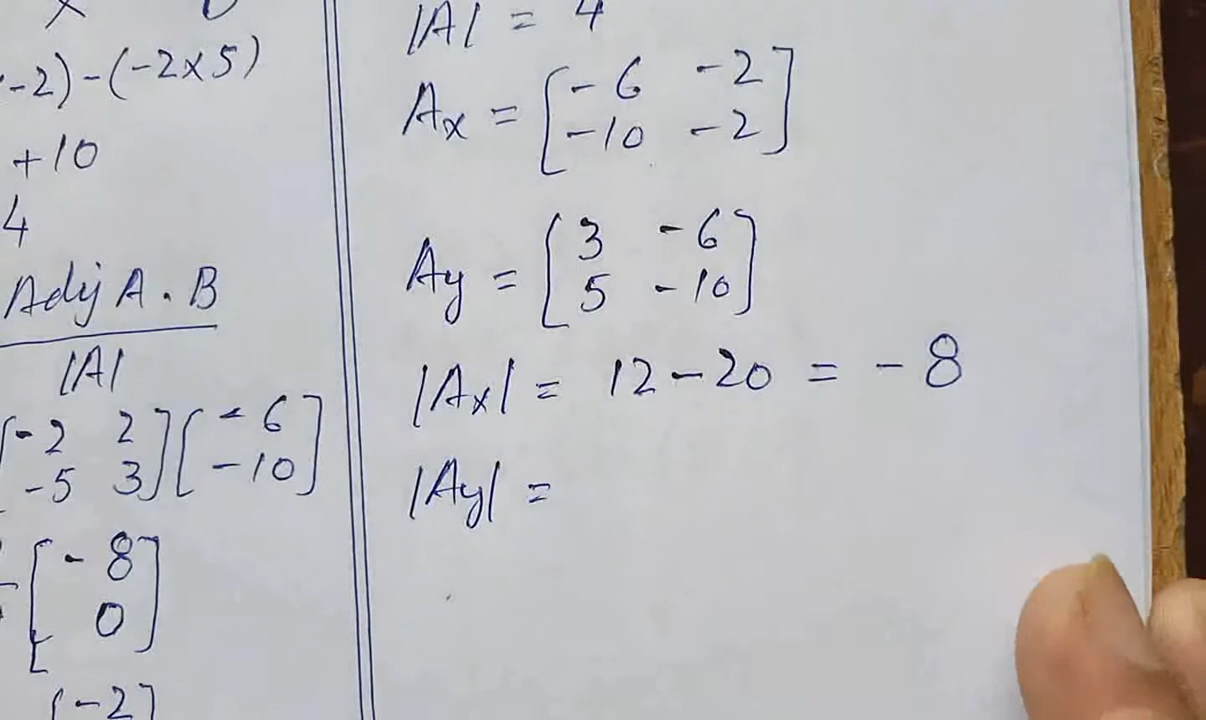 -2)-(-2×5)
+10
4
Adj A . B
|A|
[-2 2
-5 3] [-6
-10]
[-8
0]
[-2]
|A| = 4
Ax = [-6 -2
-10 -2]
Ay = [3 -6
5 -10]
|Ax| = 12-20 = -8
|Ay| =